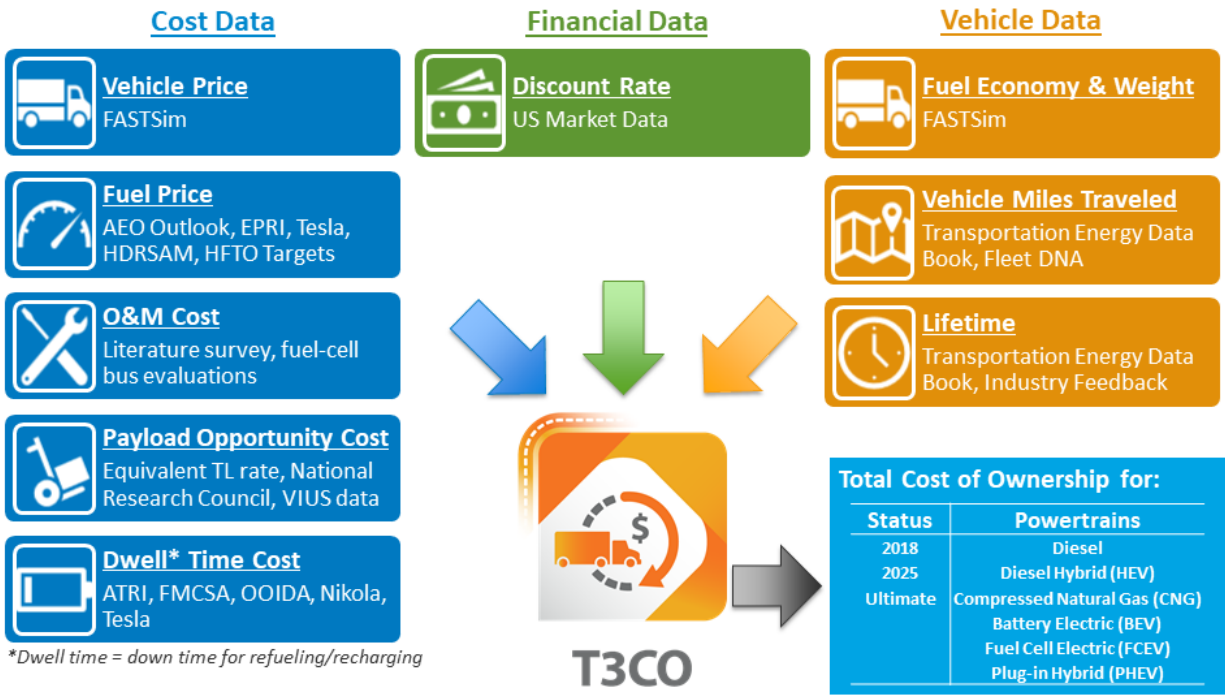 Cost Data
Vehicle Price
FASTSim
Fuel Price
AEO Outlook, EPRI, Tesla,
HDRSAM, HFTO Targets
O&M Cost
Literature survey, fuel-cell
bus evaluations
Payload Opportunity Cost
Equivalent TL rate, National
Research Council, VIUS data
Dwell* Time Cost
ATRI, FMCSA, OOIDA, Nikola,
Tesla
*Dwell time = down time for refueling/recharging
Financial Data
Discount Rate
US Market Data
Vehicle Data
Fuel Economy & Weight
FASTSim
Vehicle Miles Traveled
Transportation Energy Data
Book, Fleet DNA
Lifetime
Transportation Energy Data
Book, Industry Feedback
$
T3CO
Total Cost of Ownership for:
Status Powertrains
2018 Diesel
2025 Diesel Hybrid (HEV)
Ultimate Compressed Natural Gas (CNG)
Battery Electric (BEV)
Fuel Cell Electric (FCEV)
Plug-in Hybrid (PHEV)